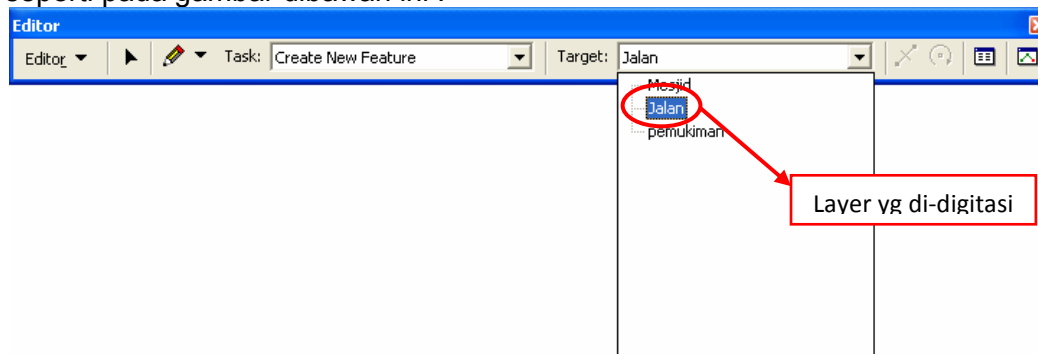 seperti pada gambar dibawah ini :
Editor
Editor Task: Create New Feature Target: Jalan
Mesjid
Jalan
pemukiman
Layer yg di-digitasi